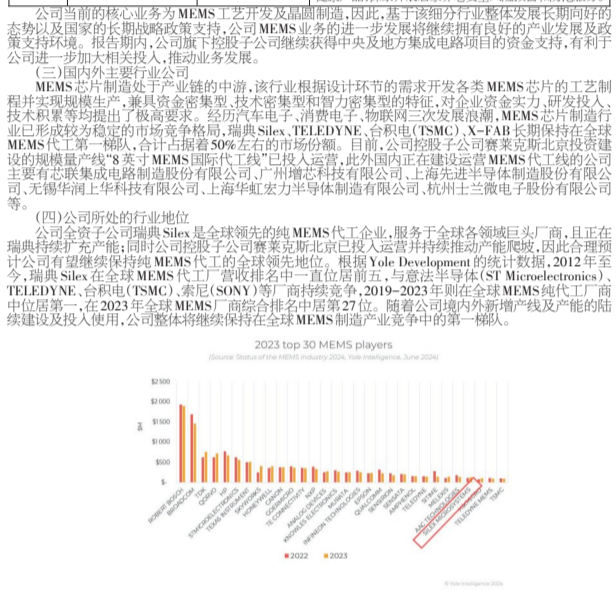 公司当前的核心业务为MEMS工艺开发及晶圆制造,因此,基于该细分行业整体发展长期向好的
态势以及国家的长期战略政策支持,公司MEMS业务的进一步发展将继续拥有良好的产业发展及政
策支持环境。报告期内,公司旗下控股子公司继续获得中央及地方集成电路项目的资金支持,有利于
公司进一步加大相关投入,推动业务发展。
(三)国内外主要行业公司
MEMS芯片制造处于产业链的中游,该行业根据设计环节的需求开发各类MEMS芯片的工艺制
程并实现规模生产,兼具资金密集型、技术密集型和智力密集型的特征,对企业资金实力、研发投入、
技术积累等均提出了极高要求。经历汽车电子、消费电子、物联网三次发展浪潮,MEMS芯片制造行
业已形成较为稳定的市场竞争格局,瑞典Silex、TELEDYNE、台积电(TSMC)、X-FAB长期保持在全球
MEMS代工第一梯队,合计占据着50%左右的市场份额。目前,公司控股子公司赛莱克斯北京投资建
设的规模量产线“8英寸MEMS国际代工线”已投入运营,此外国内正在建设运营MEMS代工线的公司
主要有芯联集成电路制造股份有限公司、广州增芯科技有限公司、上海先进半导体制造股份有限公
司、无锡华润上华科技有限公司、上海华虹宏力半导体制造有限公司、杭州士兰微电子股份有限公司
等。
(四)公司所处的行业地位
公司全资子公司瑞典Silex是全球领先的纯MEMS代工企业,服务于全球各领域巨头厂商,且正在
瑞典持续扩充产能;同时公司控股子公司赛莱克斯北京已投入运营并持续推动产能爬坡,因此合理预
计公司有望继续保持纯MEMS代工的全球领先地位。根据Yole Development的统计数据,2012年至
今,瑞典Silex在全球MEMS代工厂营收排名中一直位居前五,与意法半导体(ST Microelectronics)、
TELEDYNE、台积电(TSMC)、索尼(SONY)等厂商持续竞争,2019-2023年则在全球MEMS纯代工厂商
中位居第一,在2023年全球MEMS厂商综合排名中居第27位。随着公司境内外新增产线及产能的陆
续建设及投入使用,公司整体将继续保持在全球MEMS制造产业竞争中的第一梯队。
2023 top 30 MEMS players
(Source: Status of the MEMS Industry 2024, Yole Intelligence, June 2024)
$M
$2 500
$2 000
$1 500
$1 000
$500
$-
ROBERT BOSCH
BROADCOM
TDK
QORVO
HP
STMICROELECTRONICS
TEXAS INSTRUMENT
SKYWORKS
HONEYWELL
CANON
GOERMICRO
TE CONNECTIVITY
NXP
ANALOG DEVICES
KNOWLES ELECTRONICS
MURATA
INFINEON TECHNOLOGIES
EPSON
QUALCOMM
SENSIRION
SENSATA
AMPHENOL
TELEDYNE
SITIME
MELEXIS
AAC TECHNOLOGIES
SILEX MICROSYSTEMS
TELEDYNE MEMS
TSMC
2022
2023
© Yole Intelligence 2024